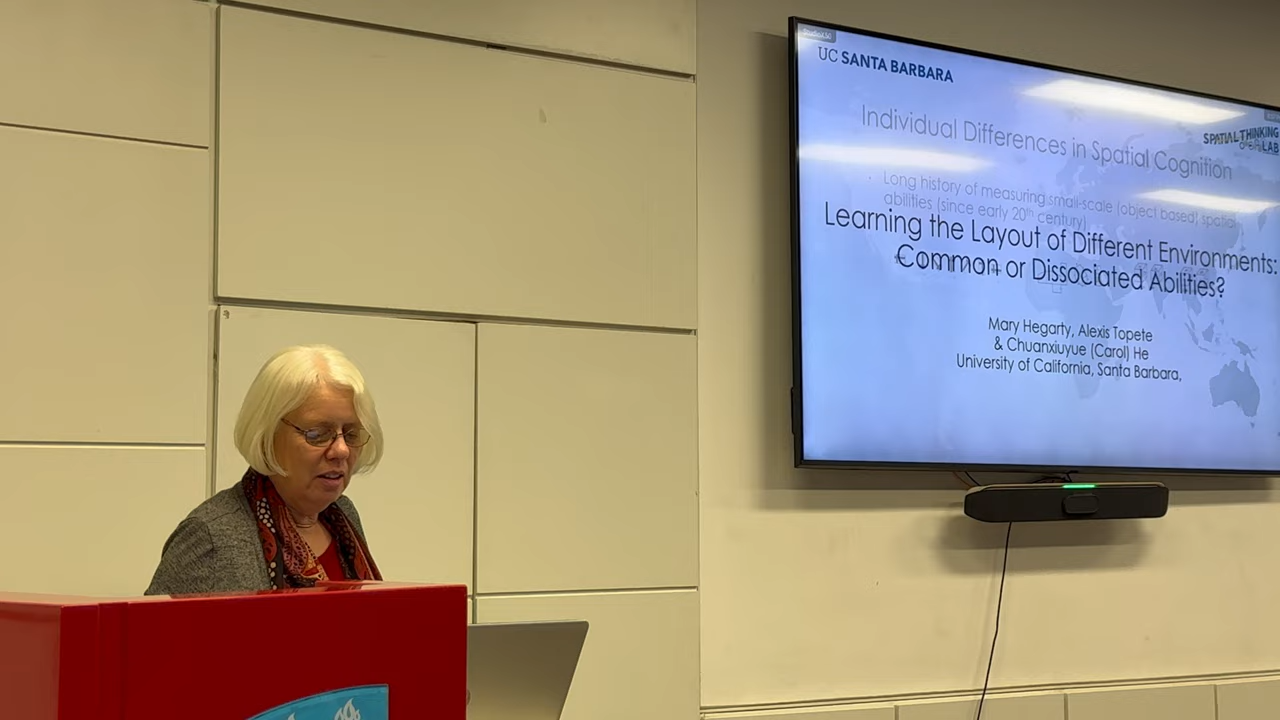 StudioX50
UC SANTA BARBARA
SPATIAL THINKING
LAB
Individual Differences in Spatial Cognition
Long history of measuring small-scale (object based) spatial
abilities (since early 20th century)
Learning the Layout of Different Environments:
Common or Dissociated Abilities?
Mary Hegarty, Alexis Topete
& Chuanxiuyue (Carol) He
University of California, Santa Barbara,